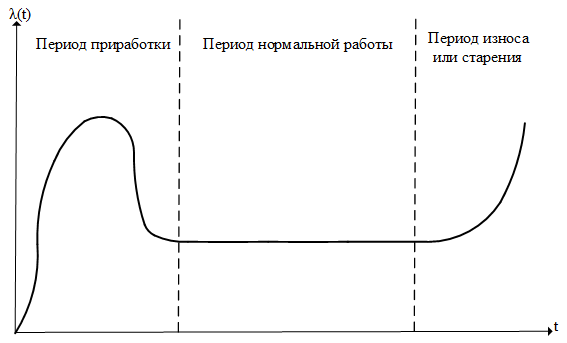 λ(t)
Период приработки
Период нормальной работы
Период износа
или старения
t